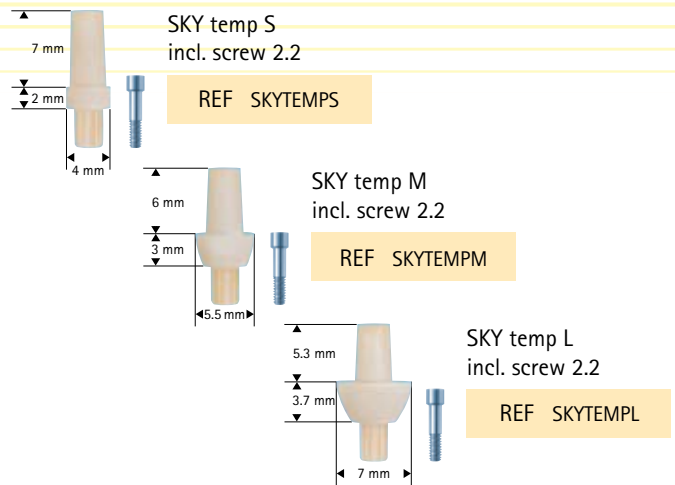 SKY temp S
incl. screw 2.2
7 mm
2 mm
REF SKYTEMPS
4 mm
SKY temp M
incl. screw 2.2
6 mm
3 mm
REF SKYTEMPM
5.5 mm
SKY temp L
incl. screw 2.2
5.3 mm
3.7 mm
REF SKYTEMPL
7 mm